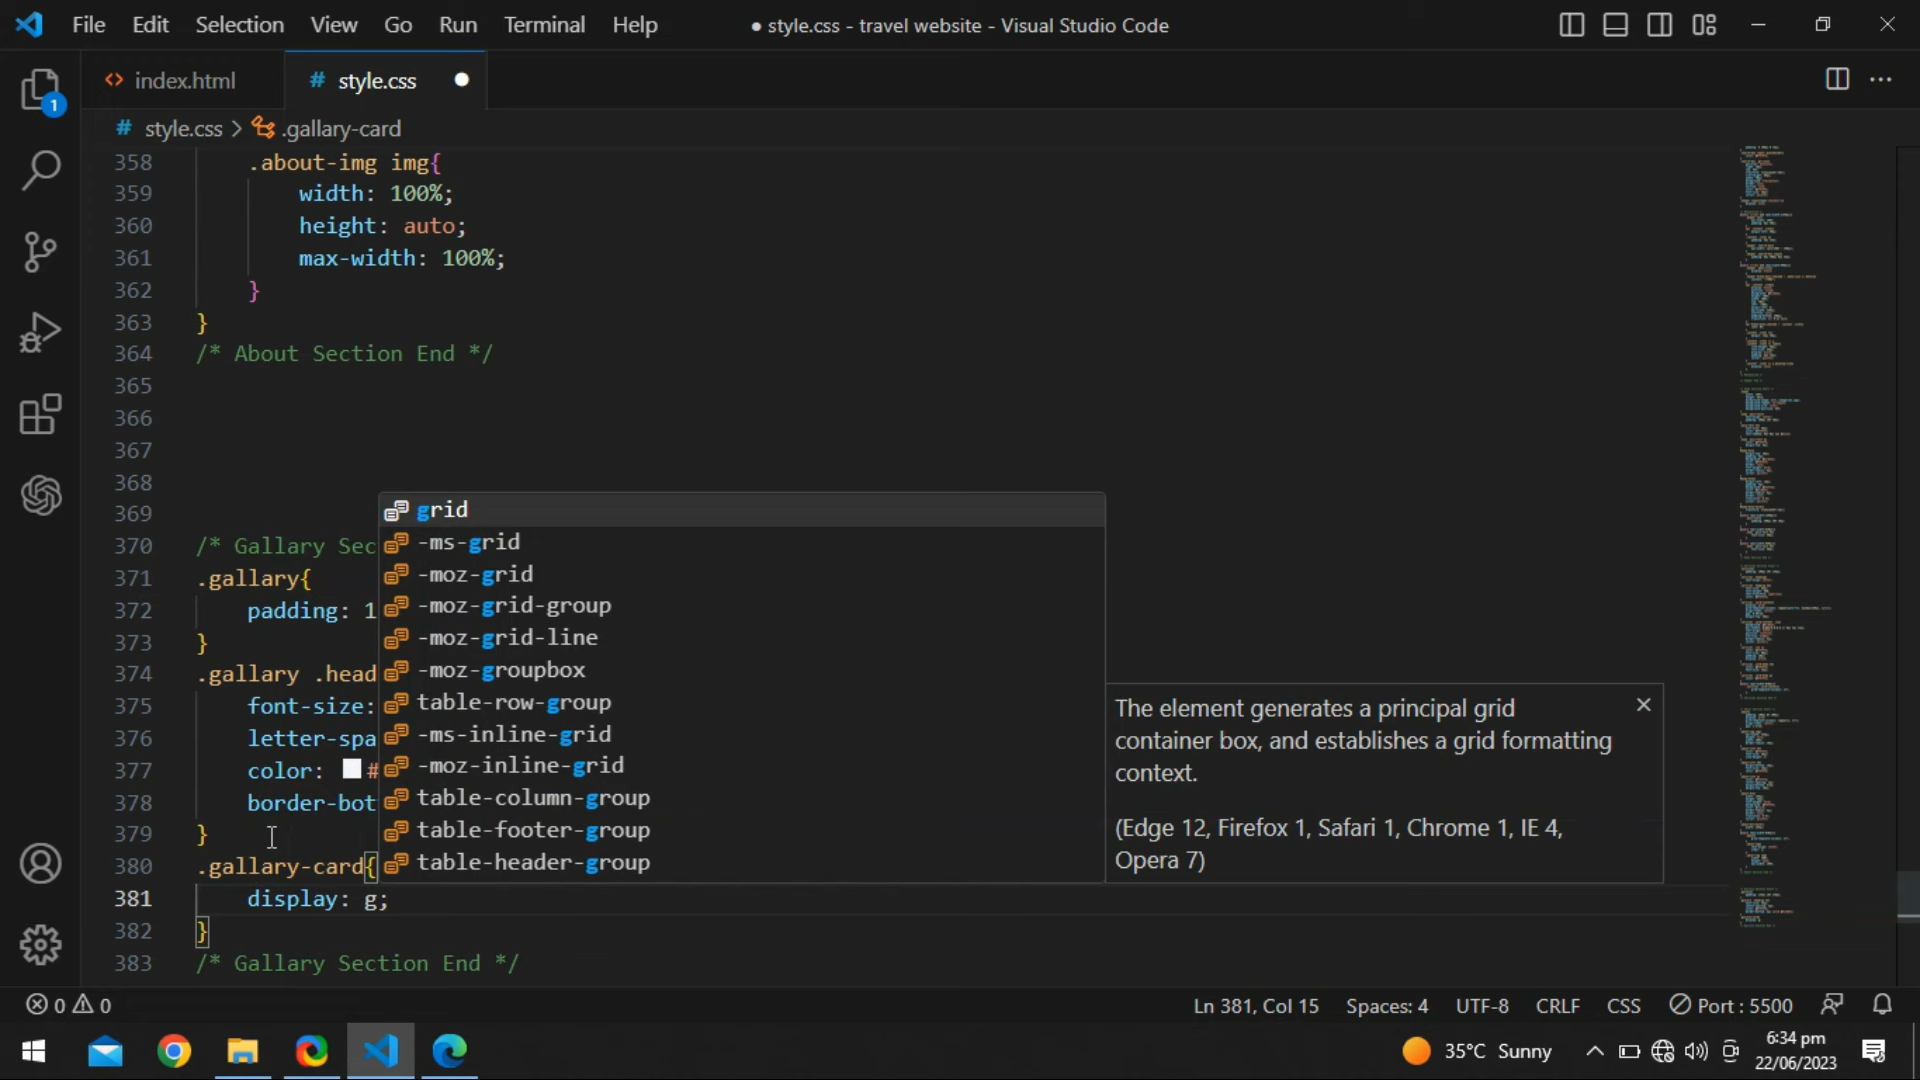 File Edit Selection View Go Run Terminal Help ● style.css - travel website - Visual Studio Code
<> index.html # style.css ●
# style.css > .gallary-card
358 .about-img img{
359 width: 100%;
360 height: auto;
361 max-width: 100%;
362 }
363 }
364 /* About Section End */
365
366
367
368
369
370 /* Gallary Sec
371 .gallary{
372 padding: 1
373 }
374 .gallary .head
375 font-size:
376 letter-spa
377 color: #
378 border-bot
379 }
380 .gallary-card{
381 display: g;
382 }
383 /* Gallary Section End */
grid
-ms-grid
-moz-grid
-moz-grid-group
-moz-grid-line
-moz-groupbox
table-row-group
-ms-inline-grid
-moz-inline-grid
table-column-group
table-footer-group
table-header-group
The element generates a principal grid
container box, and establishes a grid formatting
context.
(Edge 12, Firefox 1, Safari 1, Chrome 1, IE 4,
Opera 7)
1
0 0 Ln 381, Col 15 Spaces: 4 UTF-8 CRLF CSS Port : 5500
35°C Sunny 6:34 pm
22/06/2023